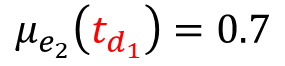 μ_{e_2}(t_{d_1}) = 0.7